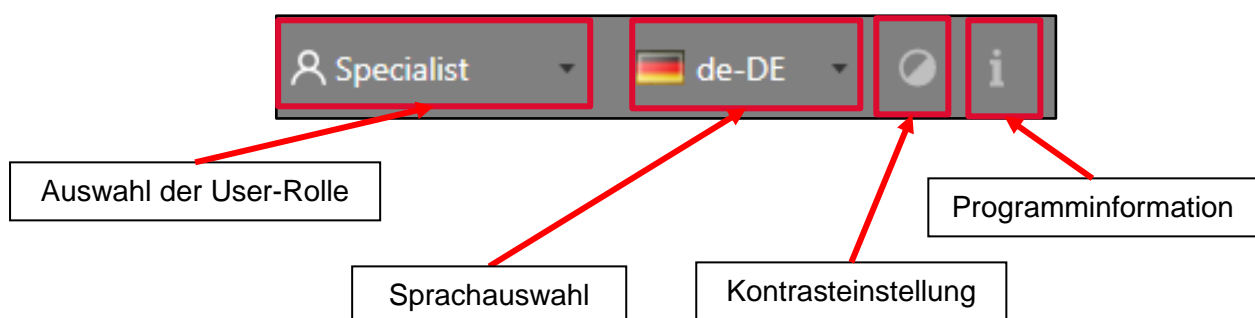 Specialist
de-DE
i
Auswahl der User-Rolle
Programminformation
Sprachauswahl
Kontrasteinstellung